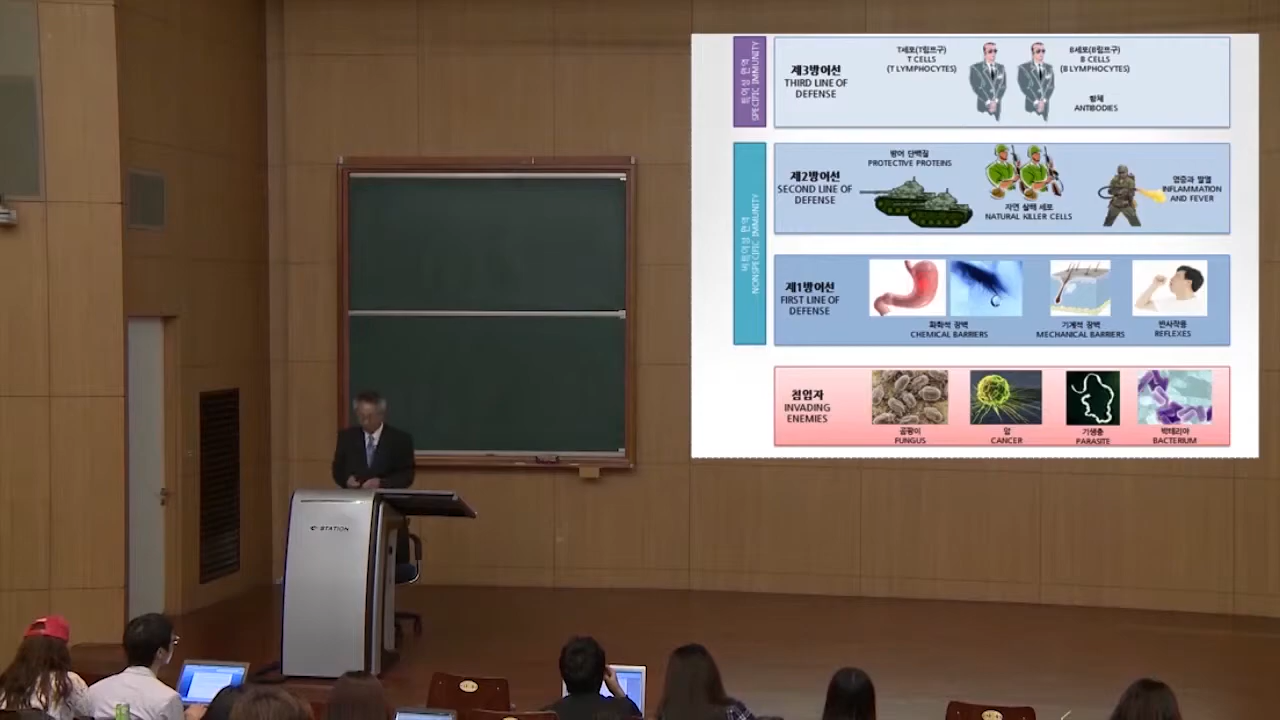 특이성 면역
SPECIFIC IMMUNITY
제3방어선
THIRD LINE OF
DEFENSE
T세포(T림프구)
T CELLS
(T LYMPHOCYTES)
B세포(B림프구)
B CELLS
(B LYMPHOCYTES)
항체
ANTIBODIES
비특이성 면역
NONSPECIFIC IMMUNITY
제2방어선
SECOND LINE OF
DEFENSE
방어 단백질
PROTECTIVE PROTEINS
자연 살해 세포
NATURAL KILLER CELLS
염증과 발열
INFLAMMATION
AND FEVER
제1방어선
FIRST LINE OF
DEFENSE
화학적 장벽
CHEMICAL BARRIERS
기계적 장벽
MECHANICAL BARRIERS
반사작용
REFLEXES
침입자
INVADING
ENEMIES
곰팡이
FUNGUS
암
CANCER
기생충
PARASITE
박테리아
BACTERIUM
STATION